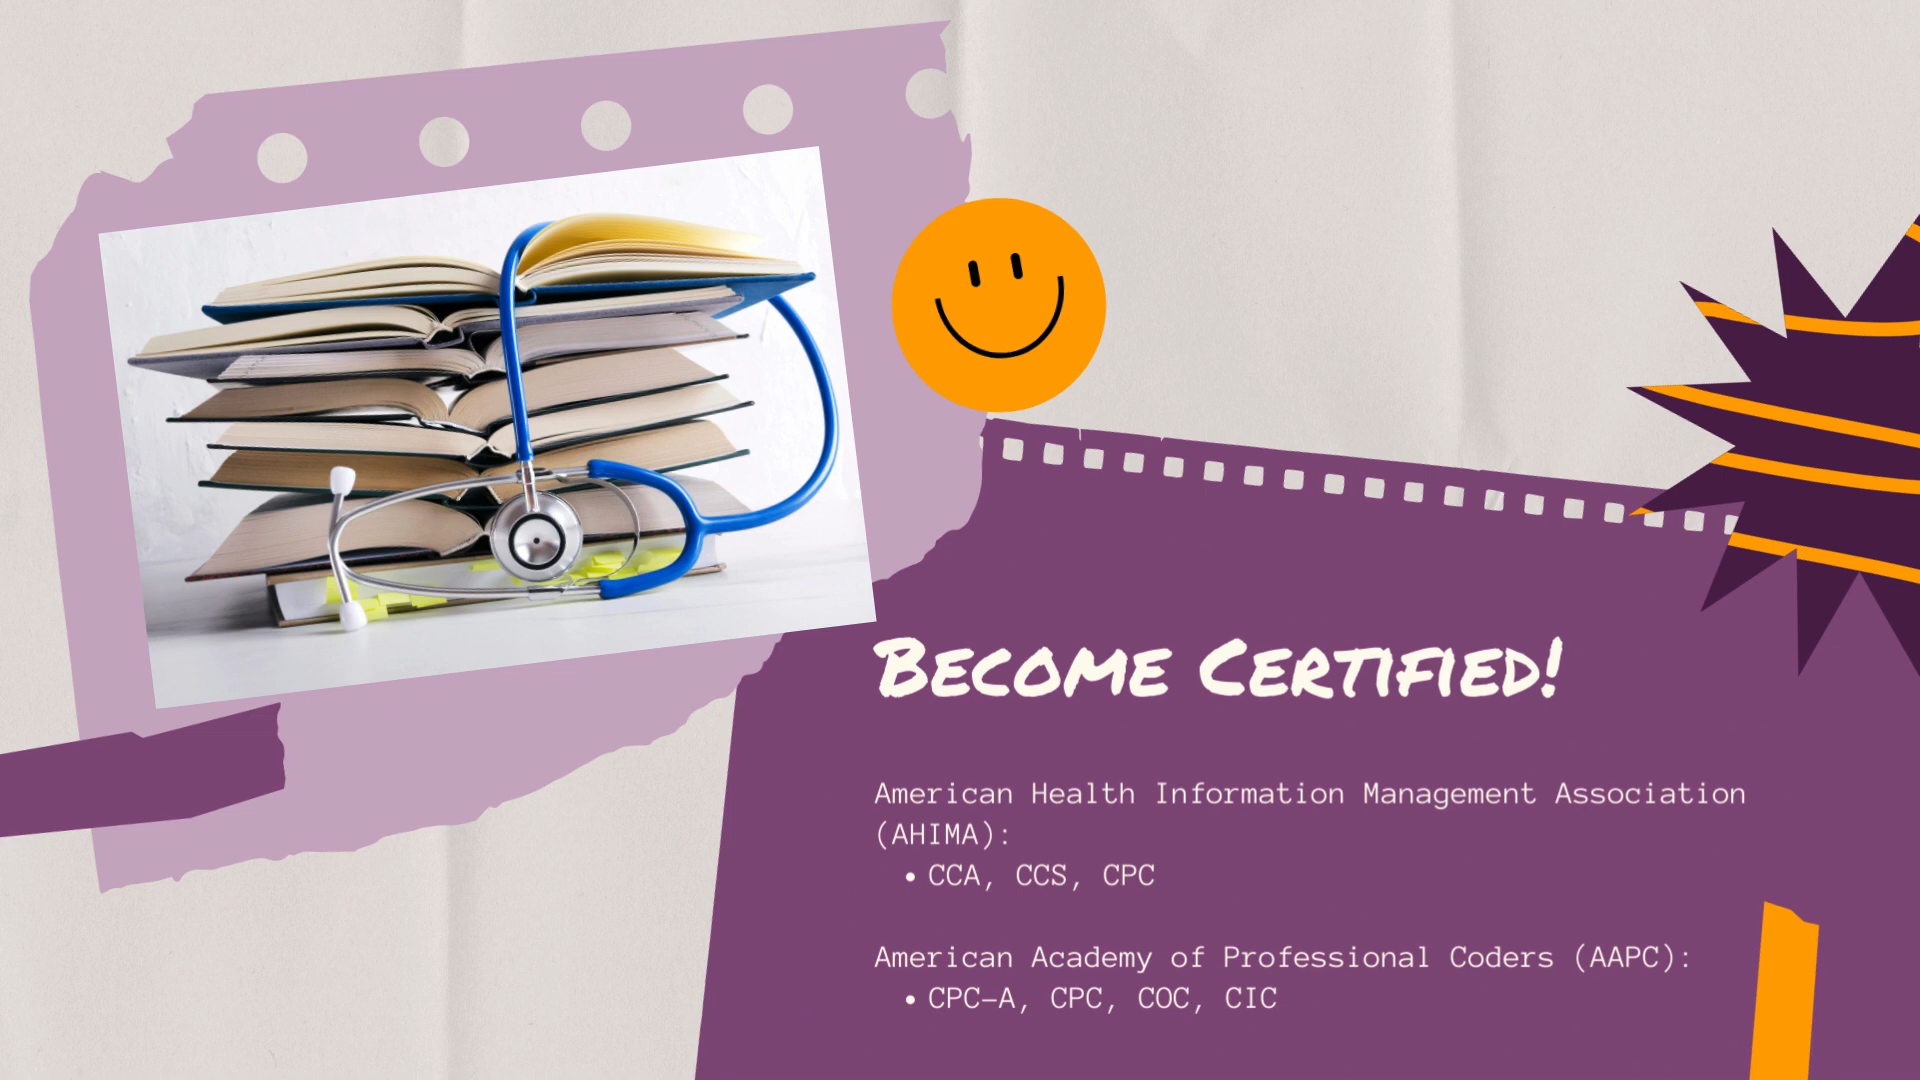 Become Certified!
American Health Information Management Association
(AHIMA):
• CCA, CCS, CPC
American Academy of Professional Coders (AAPC):
• CPC-A, CPC, COC, CIC